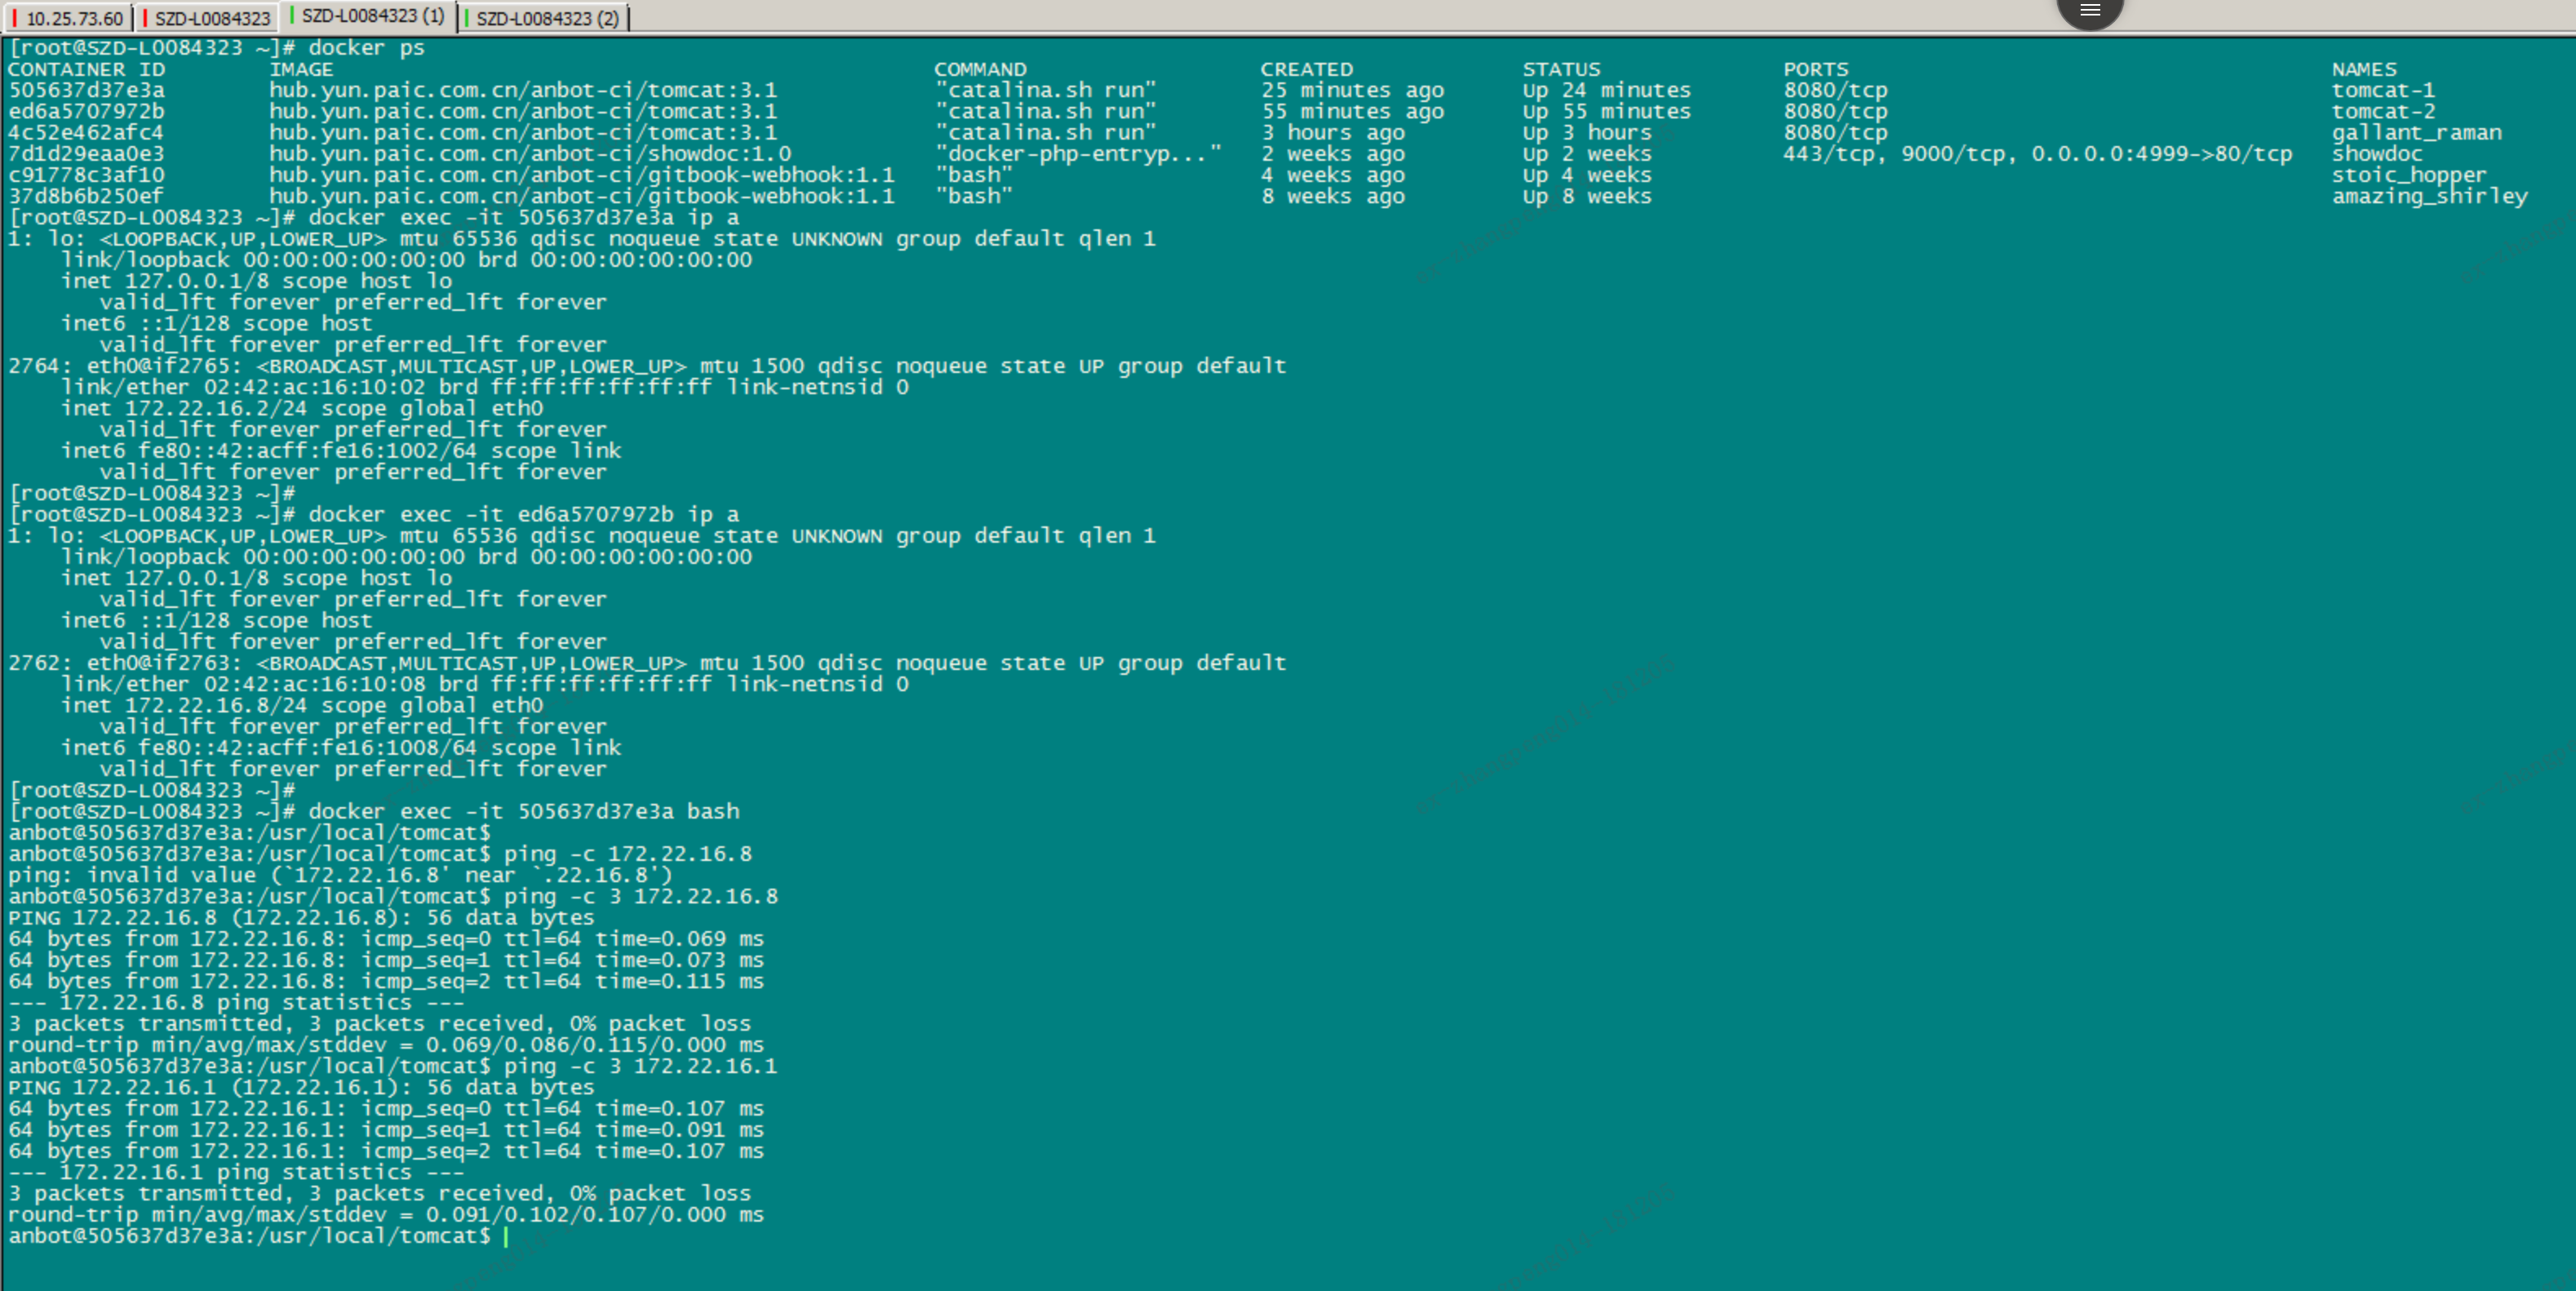 10.25.73.60 SZD-L0084323 SZD-L0084323 (1) SZD-L0084323 (2)
[root@SZD-L0084323 ~]# docker ps
CONTAINER ID IMAGE COMMAND CREATED STATUS PORTS NAMES
505637d37e3a hub.yun.paic.com.cn/anbot-ci/tomcat:3.1 "catalina.sh run" 25 minutes ago Up 24 minutes 8080/tcp tomcat-1
ed6a5707972b hub.yun.paic.com.cn/anbot-ci/tomcat:3.1 "catalina.sh run" 55 minutes ago Up 55 minutes 8080/tcp tomcat-2
4c52e462afc4 hub.yun.paic.com.cn/anbot-ci/tomcat:3.1 "catalina.sh run" 3 hours ago Up 3 hours 8080/tcp gallant_raman
7d1d29eaa0e3 hub.yun.paic.com.cn/anbot-ci/showdoc:1.0 "docker-php-entryp..." 2 weeks ago Up 2 weeks 443/tcp, 9000/tcp, 0.0.0.0:4999->80/tcp showdoc
c91778c3af10 hub.yun.paic.com.cn/anbot-ci/gitbook-webhook:1.1 "bash" 4 weeks ago Up 4 weeks stoic_hopper
37d8b6b250ef hub.yun.paic.com.cn/anbot-ci/gitbook-webhook:1.1 "bash" 8 weeks ago Up 8 weeks amazing_shirley
[root@SZD-L0084323 ~]# docker exec -it 505637d37e3a ip a
1: lo: <LOOPBACK,UP,LOWER_UP> mtu 65536 qdisc noqueue state UNKNOWN group default qlen 1
link/loopback 00:00:00:00:00:00 brd 00:00:00:00:00:00
inet 127.0.0.1/8 scope host lo
valid_lft forever preferred_lft forever
inet6 ::1/128 scope host
valid_lft forever preferred_lft forever
2764: eth0@if2765: <BROADCAST,MULTICAST,UP,LOWER_UP> mtu 1500 qdisc noqueue state UP group default
link/ether 02:42:ac:16:10:02 brd ff:ff:ff:ff:ff:ff link-netnsid 0
inet 172.22.16.2/24 scope global eth0
valid_lft forever preferred_lft forever
inet6 fe80::42:acff:fe16:1002/64 scope link
valid_lft forever preferred_lft forever
[root@SZD-L0084323 ~]#
[root@SZD-L0084323 ~]# docker exec -it ed6a5707972b ip a
1: lo: <LOOPBACK,UP,LOWER_UP> mtu 65536 qdisc noqueue state UNKNOWN group default qlen 1
link/loopback 00:00:00:00:00:00 brd 00:00:00:00:00:00
inet 127.0.0.1/8 scope host lo
valid_lft forever preferred_lft forever
inet6 ::1/128 scope host
valid_lft forever preferred_lft forever
2762: eth0@if2763: <BROADCAST,MULTICAST,UP,LOWER_UP> mtu 1500 qdisc noqueue state UP group default
link/ether 02:42:ac:16:10:08 brd ff:ff:ff:ff:ff:ff link-netnsid 0
inet 172.22.16.8/24 scope global eth0
valid_lft forever preferred_lft forever
inet6 fe80::42:acff:fe16:1008/64 scope link
valid_lft forever preferred_lft forever
[root@SZD-L0084323 ~]#
[root@SZD-L0084323 ~]# docker exec -it 505637d37e3a bash
anbot@505637d37e3a:/usr/local/tomcat$
anbot@505637d37e3a:/usr/local/tomcat$ ping -c 172.22.16.8
ping: invalid value (`172.22.16.8' near `.22.16.8')
anbot@505637d37e3a:/usr/local/tomcat$ ping -c 3 172.22.16.8
PING 172.22.16.8 (172.22.16.8): 56 data bytes
64 bytes from 172.22.16.8: icmp_seq=0 ttl=64 time=0.069 ms
64 bytes from 172.22.16.8: icmp_seq=1 ttl=64 time=0.073 ms
64 bytes from 172.22.16.8: icmp_seq=2 ttl=64 time=0.115 ms
--- 172.22.16.8 ping statistics ---
3 packets transmitted, 3 packets received, 0% packet loss
round-trip min/avg/max/stddev = 0.069/0.086/0.115/0.000 ms
anbot@505637d37e3a:/usr/local/tomcat$ ping -c 3 172.22.16.1
PING 172.22.16.1 (172.22.16.1): 56 data bytes
64 bytes from 172.22.16.1: icmp_seq=0 ttl=64 time=0.107 ms
64 bytes from 172.22.16.1: icmp_seq=1 ttl=64 time=0.091 ms
64 bytes from 172.22.16.1: icmp_seq=2 ttl=64 time=0.107 ms
--- 172.22.16.1 ping statistics ---
3 packets transmitted, 3 packets received, 0% packet loss
round-trip min/avg/max/stddev = 0.091/0.102/0.107/0.000 ms
anbot@505637d37e3a:/usr/local/tomcat$